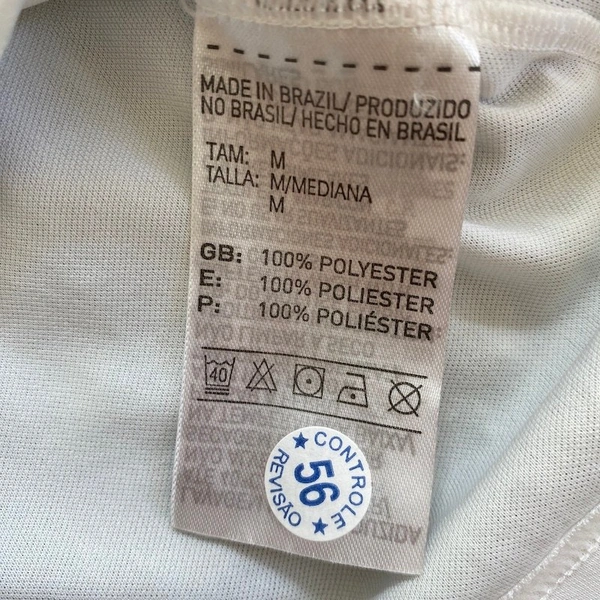 MADE IN BRAZIL/ PRODUZIDO
NO BRASIL/ HECHO EN BRASIL
TAM: M
TALLA: M/MEDIANA
M
GB: 100% POLYESTER
E: 100% POLIESTER
P: 100% POLIÉSTER
40
CONTROLE
56
REVISÃO